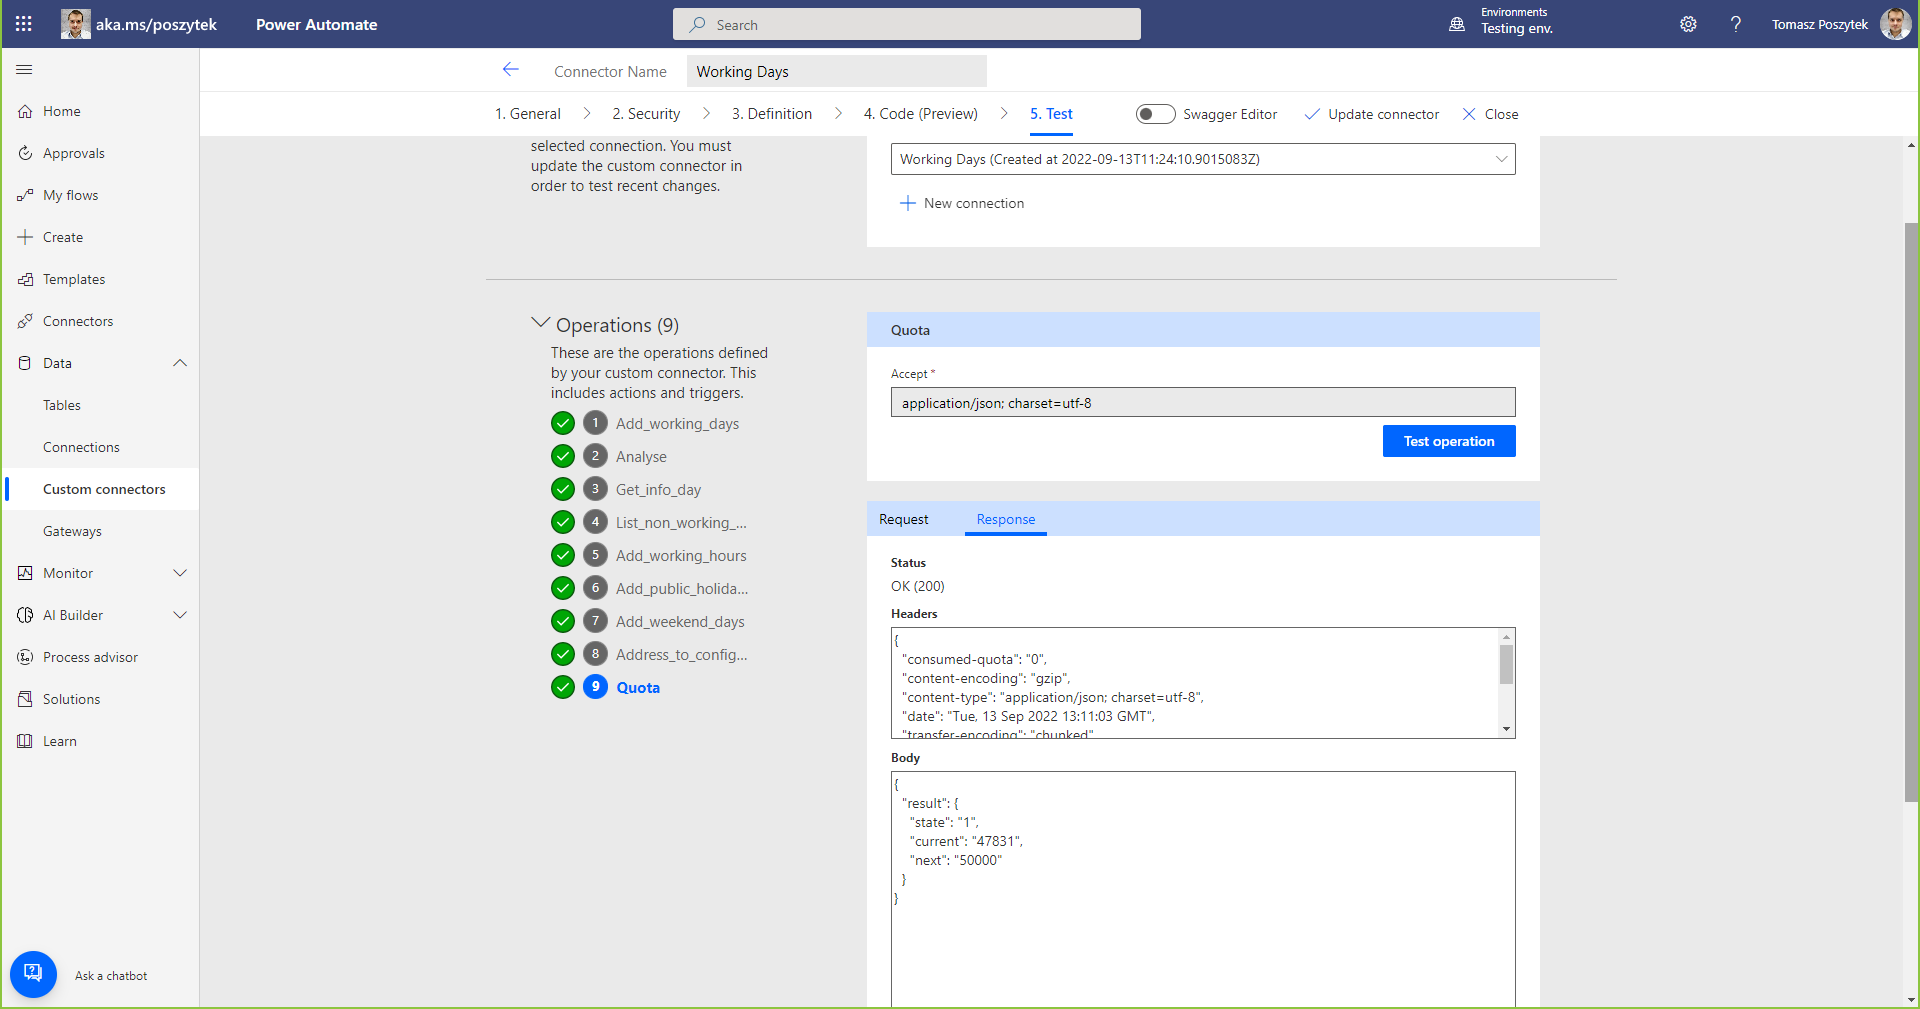 aka.ms/poszytek
Power Automate
Search
Environments
Testing env.
?
Tomasz Poszytek
Home
Approvals
My flows
Create
Templates
Connectors
Data
Tables
Connections
Custom connectors
Gateways
Monitor
AI Builder
Process advisor
Solutions
Learn
Ask a chatbot
Connector Name
Working Days
1. General
2. Security
3. Definition
4. Code (Preview)
5. Test
Swagger Editor
Update connector
Close
selected connection. You must
update the custom connector in
order to test recent changes.
Working Days (Created at 2022-09-13T11:24:10.9015083Z)
New connection
Operations (9)
These are the operations defined
by your custom connector. This
includes actions and triggers.
1 Add_working_days
2 Analyse
3 Get_info_day
4 List_non_working_...
5 Add_working_hours
6 Add_public_holida...
7 Add_weekend_days
8 Address_to_config...
9 Quota
Quota
Accept *
application/json; charset=utf-8
Test operation
Request
Response
Status
OK (200)
Headers
{
"consumed-quota": "0",
"content-encoding": "gzip",
"content-type": "application/json; charset=utf-8",
"date": "Tue, 13 Sep 2022 13:11:03 GMT",
"transfer-encoding": "chunked"
Body
{
"result": {
"state": "1",
"current": "47831",
"next": "50000"
}
}